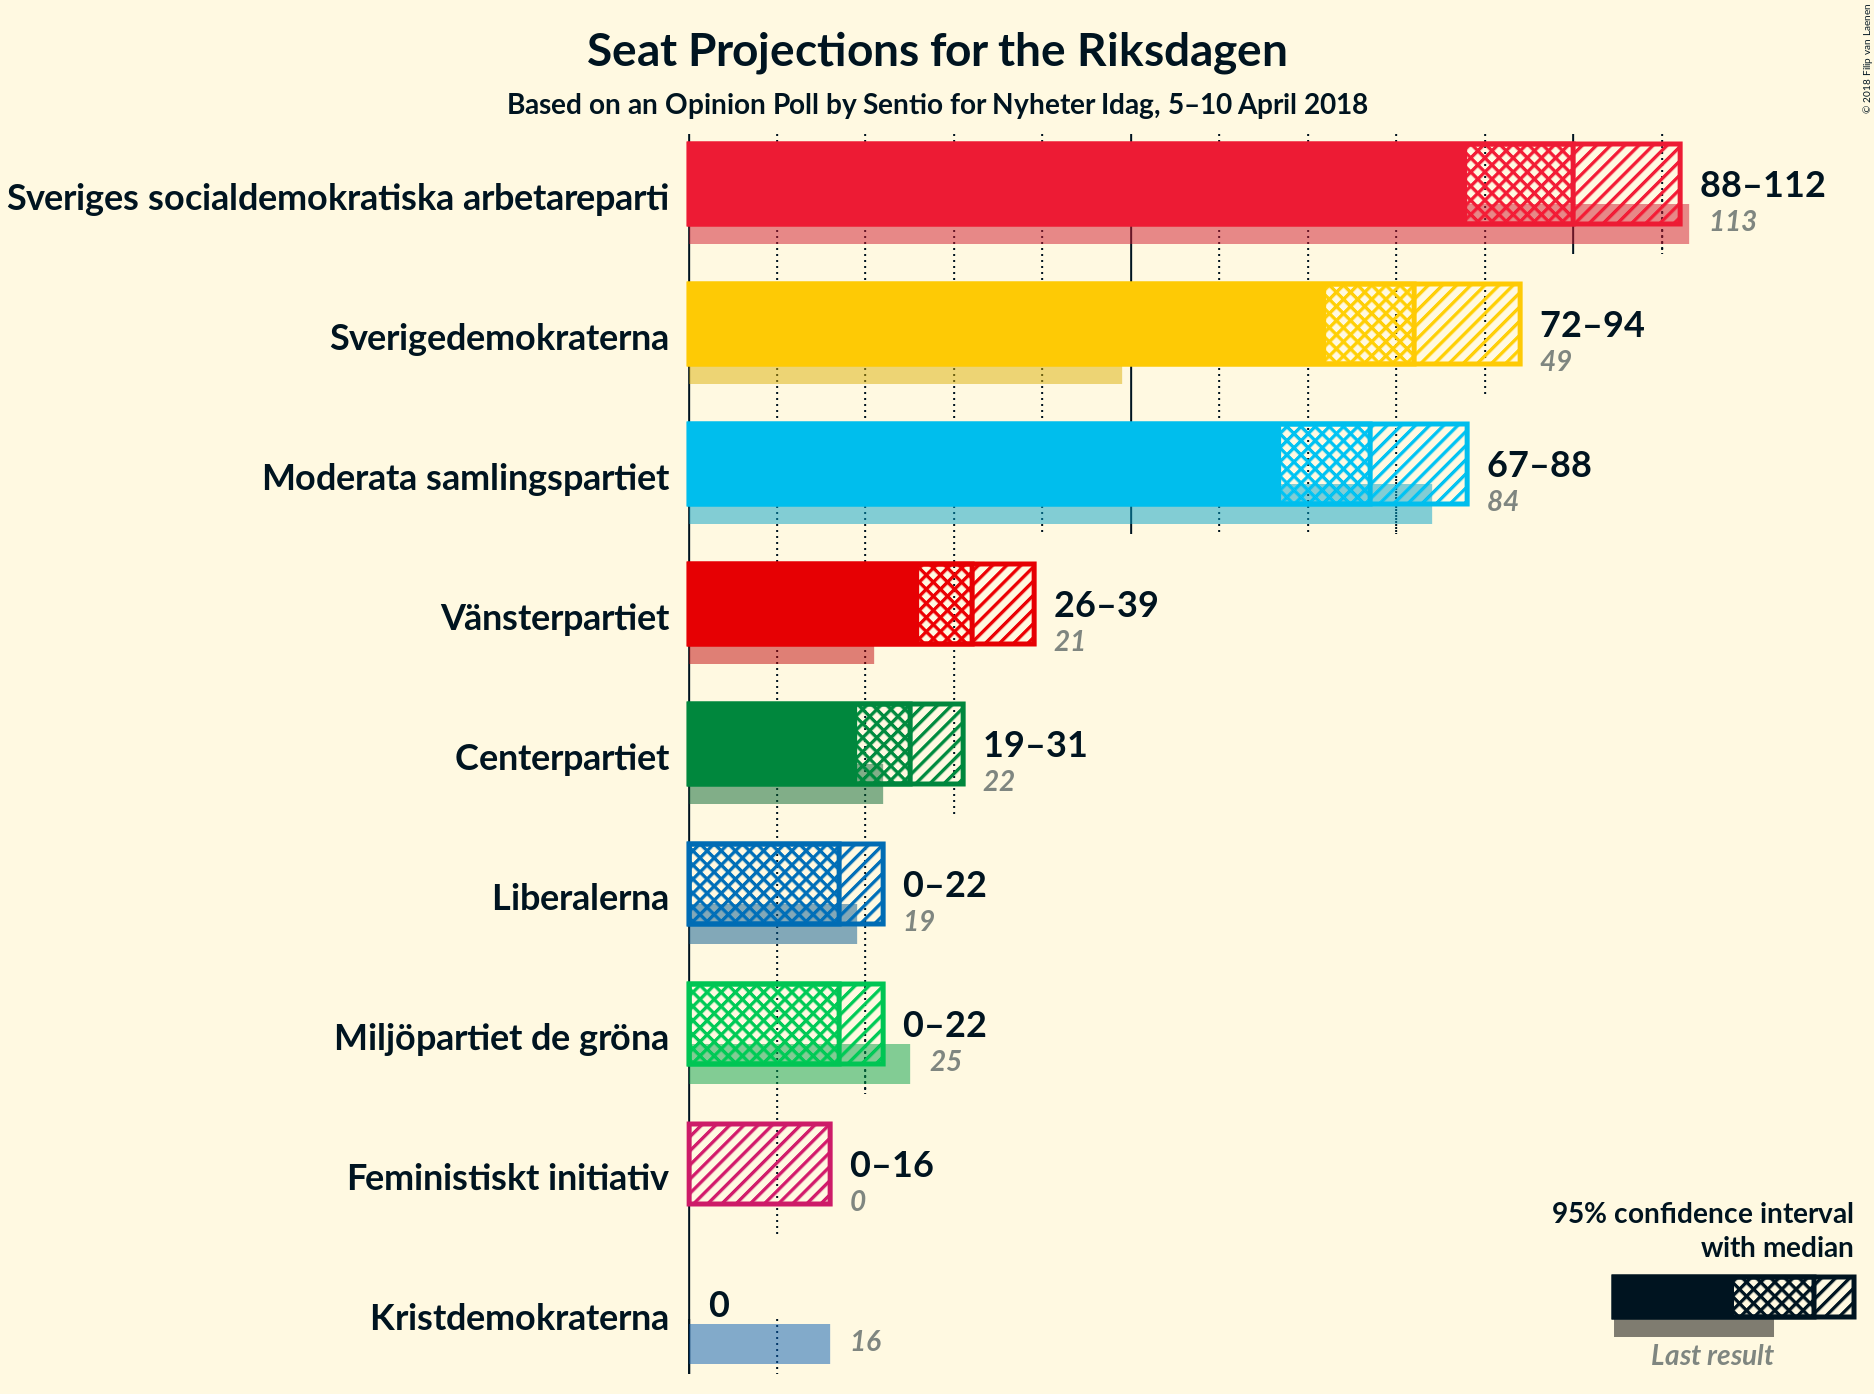 Seat Projections for the Riksdagen
Based on an Opinion Poll by Sentio for Nyheter Idag, 5–10 April 2018
© 2018 Filip van Laenen
Sveriges socialdemokratiska arbetareparti
88–112
113
Sverigedemokraterna
72–94
49
Moderata samlingspartiet
67–88
84
Vänsterpartiet
26–39
21
Centerpartiet
19–31
22
Liberalerna
0–22
19
Miljöpartiet de gröna
0–22
25
Feministiskt initiativ
0–16
0
Kristdemokraterna
0
16
95% confidence interval
with median
Last result